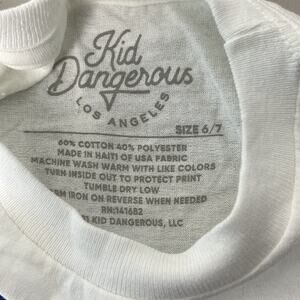 Kid
Dangerous
LOS ANGELES
SIZE 6/7
60% COTTON 40% POLYESTER
MADE IN HAITI OF USA FABRIC
MACHINE WASH WARM WITH LIKE COLORS
TURN INSIDE OUT TO PROTECT PRINT
TUMBLE DRY LOW
IRON ON REVERSE WHEN NEEDED
RN:141682
KID DANGEROUS, LLC